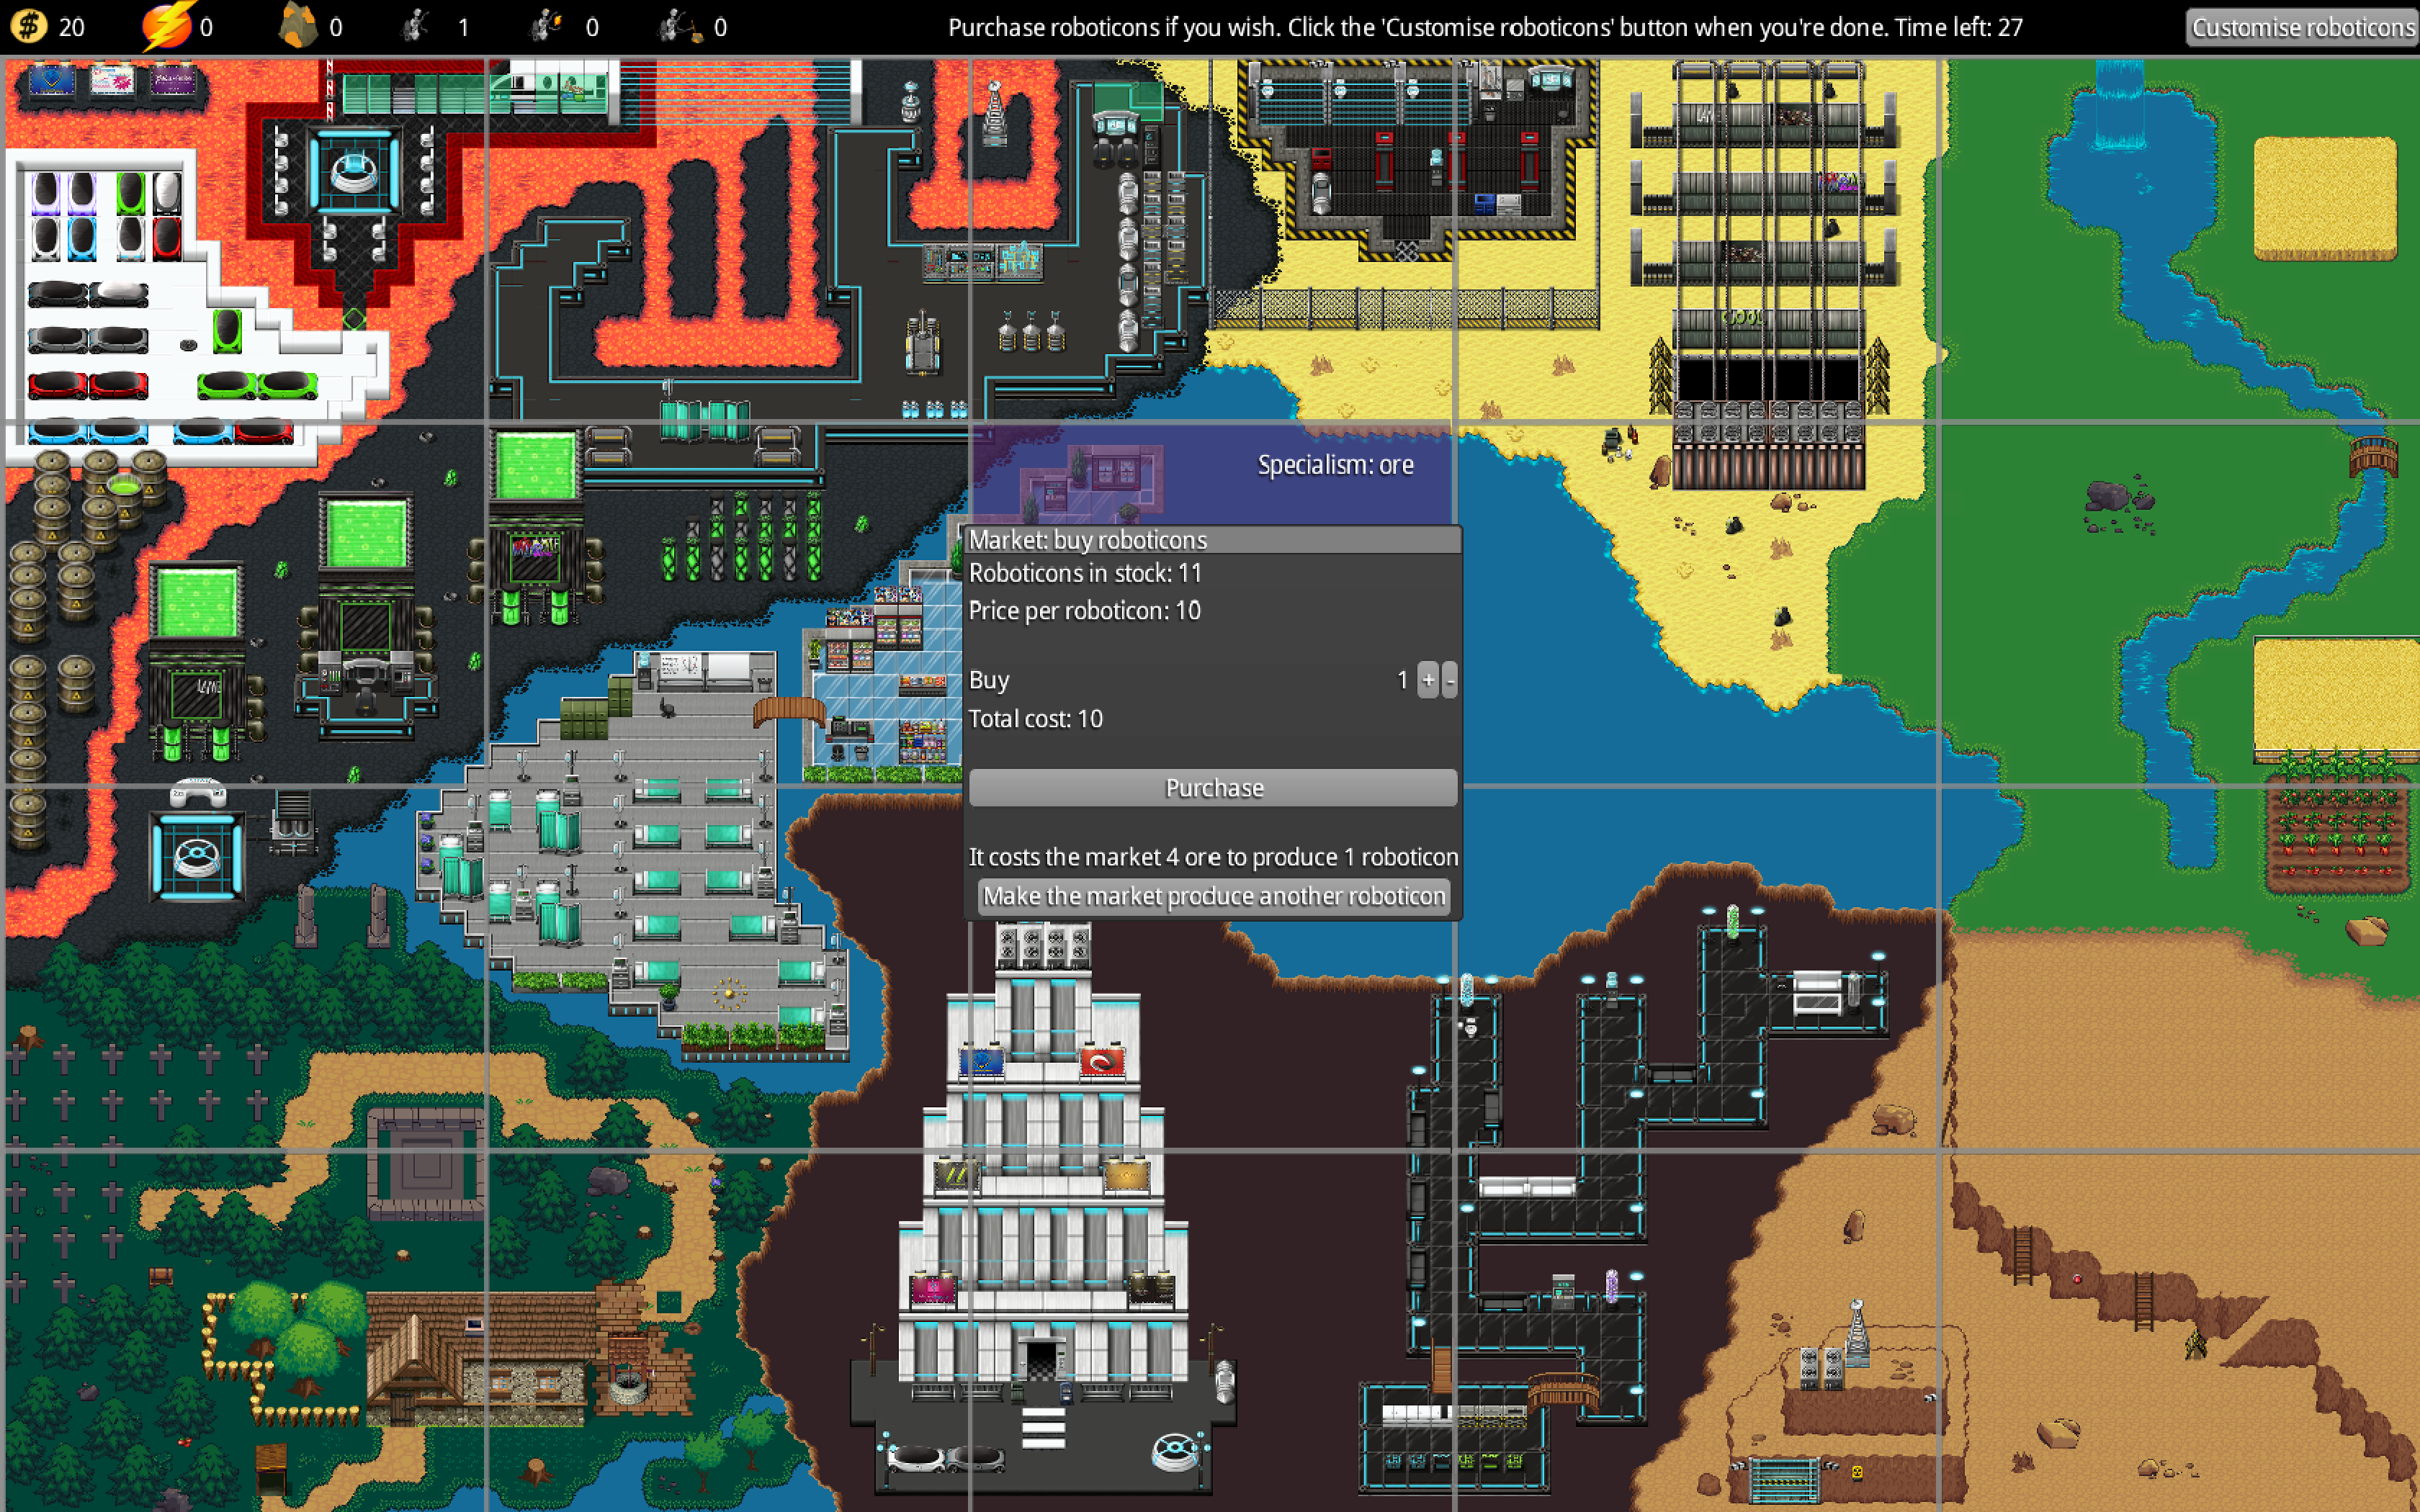 20 0 0 1 0 0 Purchase roboticons if you wish. Click the 'Customise roboticons' button when you're done. Time left: 27 Customise roboticons
LAME
COOL
Specialism: ore
Market: buy roboticons
Roboticons in stock: 11
Price per roboticon: 10
LAME
Buy 1 + -
Total cost: 10
Purchase
It costs the market 4 ore to produce 1 roboticon
Make the market produce another roboticon